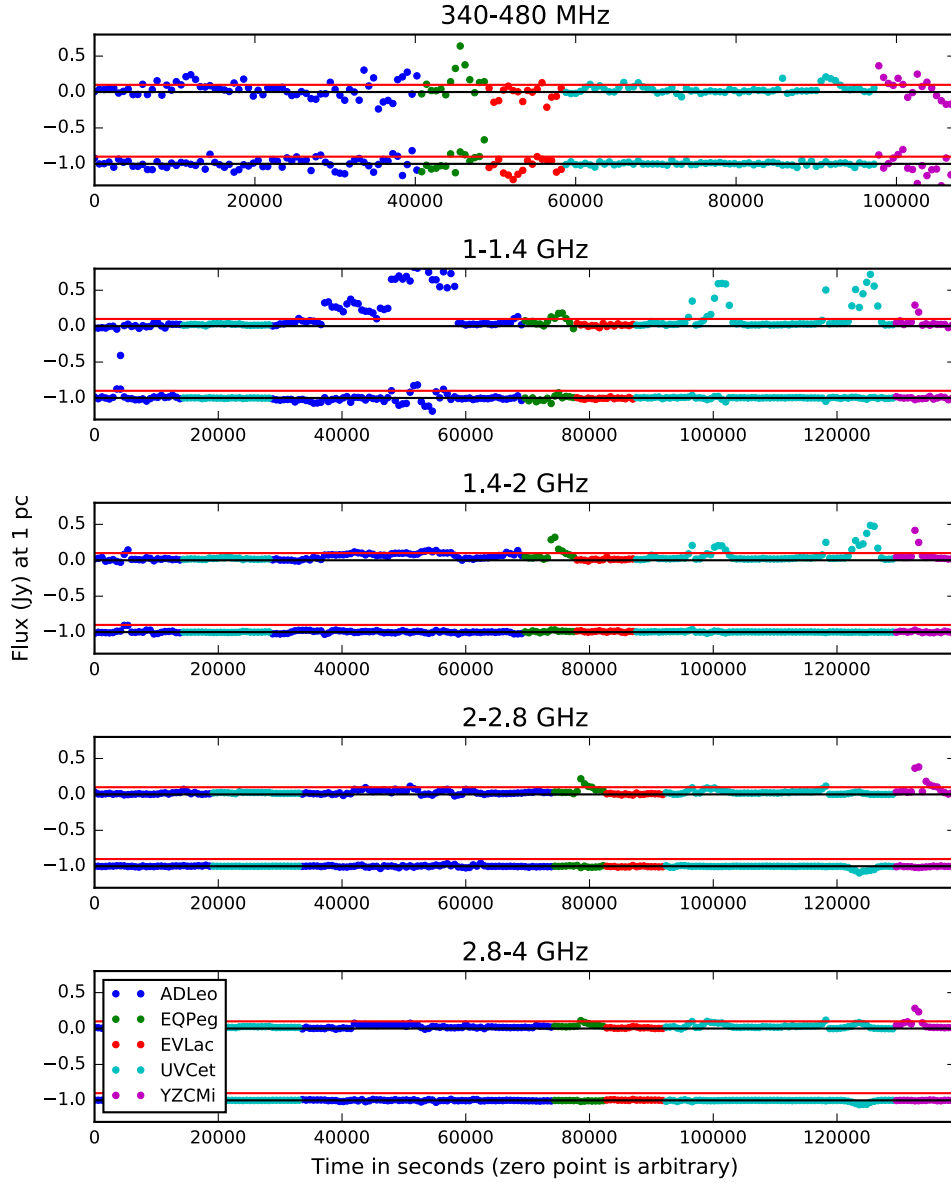 340-480 MHz
0.5
0.0
−0.5
−1.0
0 20000 40000 60000 80000 100000
1-1.4 GHz
0.5
0.0
−0.5
−1.0
0 20000 40000 60000 80000 100000 120000
1.4-2 GHz
0.5
0.0
−0.5
−1.0
0 20000 40000 60000 80000 100000 120000
Flux (Jy) at 1 pc
2-2.8 GHz
0.5
0.0
−0.5
−1.0
0 20000 40000 60000 80000 100000 120000
2.8-4 GHz
0.5
0.0
−0.5
−1.0
ADLeo
EQPeg
EVLac
UVCet
YZCMi
0 20000 40000 60000 80000 100000 120000
Time in seconds (zero point is arbitrary)